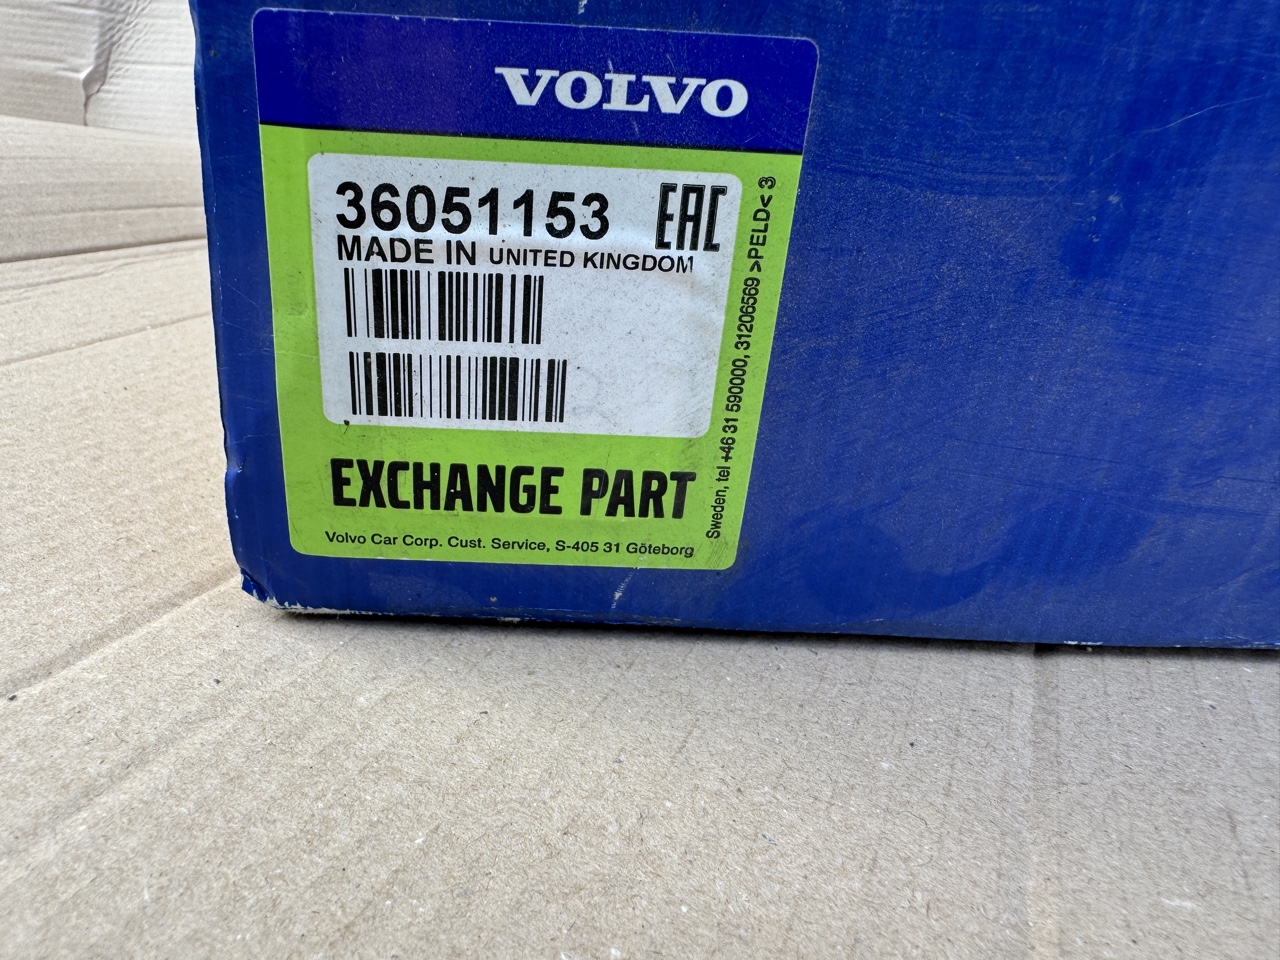 VOLVO
36051153 EAC
MADE IN UNITED KINGDOM
EXCHANGE PART
Volvo Car Corp. Cust. Service, S-405 31 Göteborg
Sweden, tel +46 31 590000, 31206569 >PELD< 3